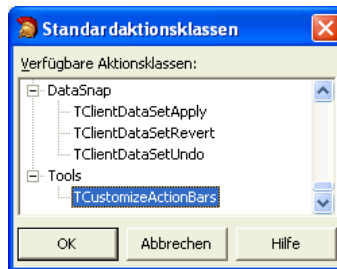 Standardaktionsklassen
Verfügbare Aktionsklassen:
DataSnap
TClientDataSetApply
TClientDataSetRevert
TClientDataSetUndo
Tools
TCustomizeActionBars
OK Abbrechen Hilfe